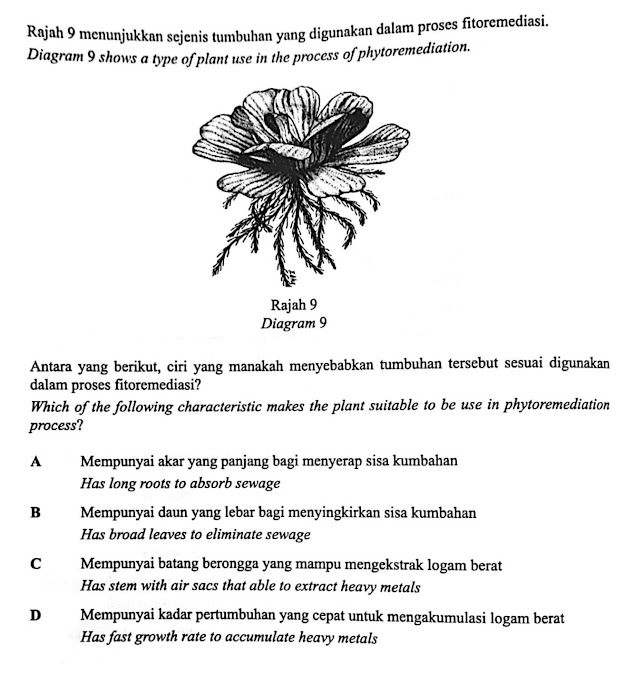 Rajah 9 menunjukkan sejenis tumbuhan yang digunakan dalam proses fitoremediasi.
Diagram 9 shows a type of plant use in the process of phytoremediation.
Rajah 9
Diagram 9
Antara yang berikut, ciri yang manakah menyebabkan tumbuhan tersebut sesuai digunakan
dalam proses fitoremediasi?
Which of the following characteristic makes the plant suitable to be use in phytoremediation
process?
A Mempunyai akar yang panjang bagi menyerap sisa kumbahan
Has long roots to absorb sewage
B Mempunyai daun yang lebar bagi menyingkirkan sisa kumbahan
Has broad leaves to eliminate sewage
C Mempunyai batang berongga yang mampu mengekstrak logam berat
Has stem with air sacs that able to extract heavy metals
D Mempunyai kadar pertumbuhan yang cepat untuk mengakumulasi logam berat
Has fast growth rate to accumulate heavy metals